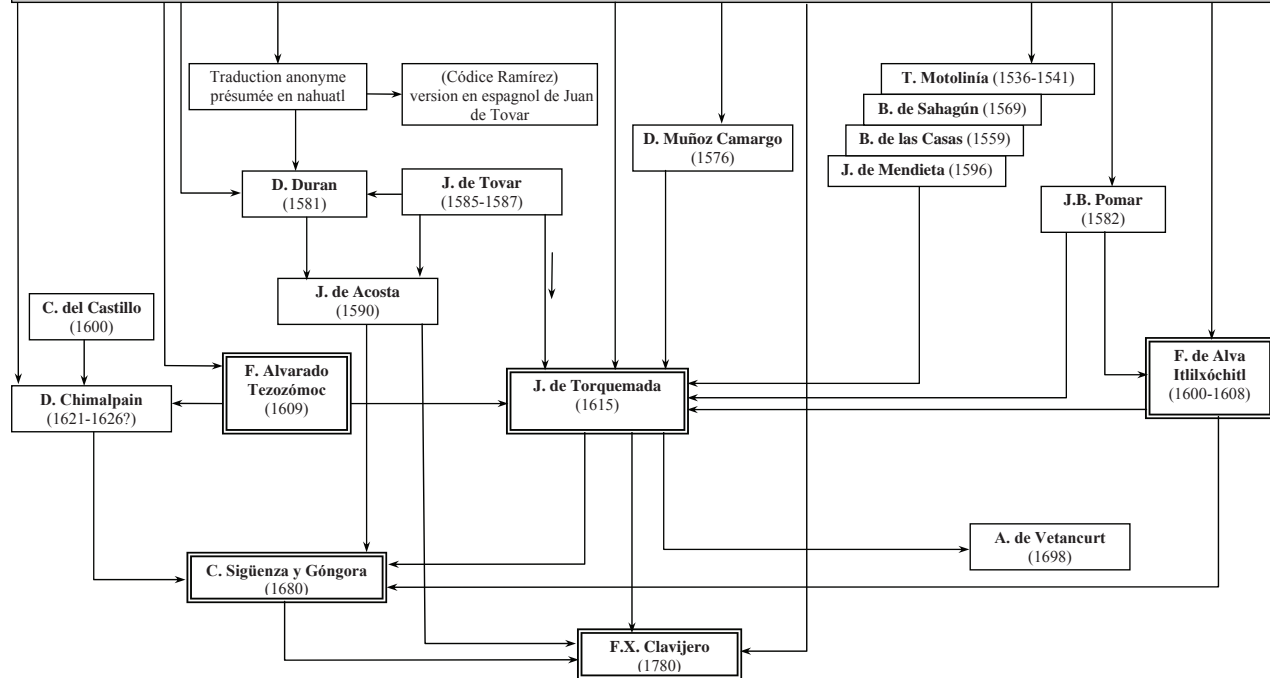 Traduction anonyme
présumée en nahuatl
(Códice Ramírez)
version en espagnol de Juan
de Tovar
T. Motolinía (1536-1541)
B. de Sahagún (1569)
B. de las Casas (1559)
J. de Mendieta (1596)
D. Muñoz Camargo
(1576)
D. Duran
(1581)
J. de Tovar
(1585-1587)
J.B. Pomar
(1582)
J. de Acosta
(1590)
C. del Castillo
(1600)
F. Alvarado
Tezozómoc
(1609)
D. Chimalpain
(1621-1626?)
J. de Torquemada
(1615)
F. de Alva
Itlilxóchitl
(1600-1608)
A. de Vetancurt
(1698)
C. Sigüenza y Góngora
(1680)
F.X. Clavijero
(1780)